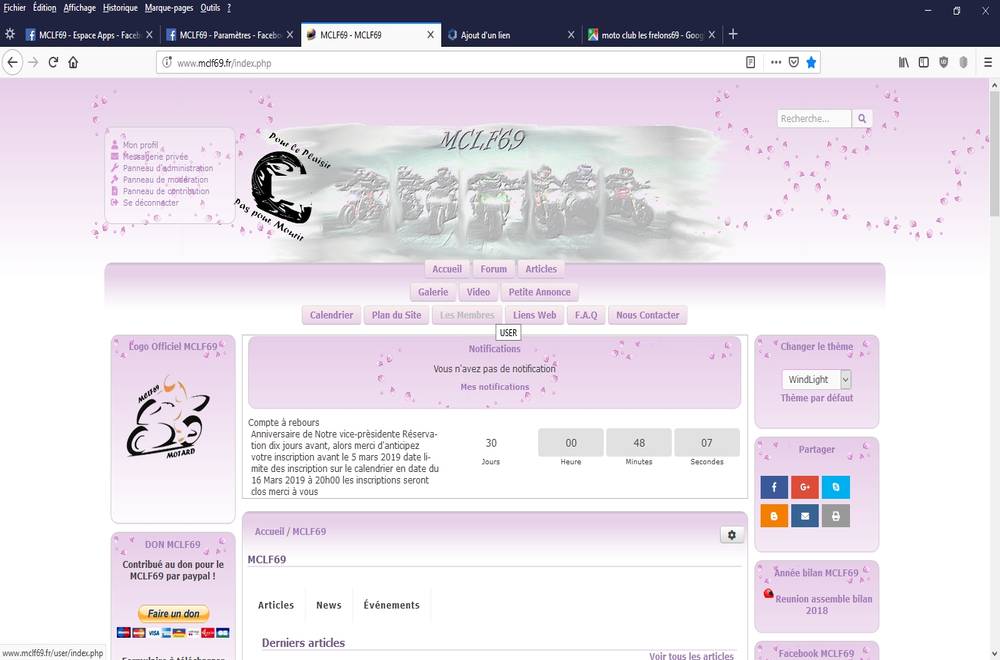 Fichier Édition Affichage Historique Marque-pages Outils ?
MCLF69 - Espace Apps - Faceb
MCLF69 - Paramètres - Facebo
MCLF69 - MCLF69
Ajout d'un lien
moto club les frelons69 - Goog
www.mclf69.fr/index.php
Recherche...
Mon profil
Messagerie privée
Panneau d'administration
Panneau de modération
Panneau de contribution
Se déconnecter
Pour le Plaisir
pas pour Mourir
MCLF69
Accueil Forum Articles
Galerie Video Petite Annonce
Calendrier Plan du Site Les Membres Liens Web F.A.Q Nous Contacter
USER
Logo Officiel MCLF69
MCLF69
MOTARD
DON MCLF69
Contribué au don pour le
MCLF69 par paypal !
Faire un don
VISA
Formulaire à télécharger
Notifications
Vous n'avez pas de notification
Mes notifications
Compte à rebours
Anniversaire de Notre vice-présidente Réserva-
tion dix jours avant, alors merci d'anticipez
votre inscription avant le 5 mars 2019 date li-
mite des inscription sur le calendrier en date du
16 Mars 2019 à 20h00 les inscriptions seront
clos merci à vous
30 00 48 07
Jours Heure Minutes Secondes
Accueil / MCLF69
MCLF69
Articles News Événements
Derniers articles
Voir tous les articles
Changer le thème
WindLight
Thème par défaut
Partager
Année bilan MCLF69
Reunion assemble bilan
2018
Facebook MCLF69
www.mclf69.fr/user/index.php